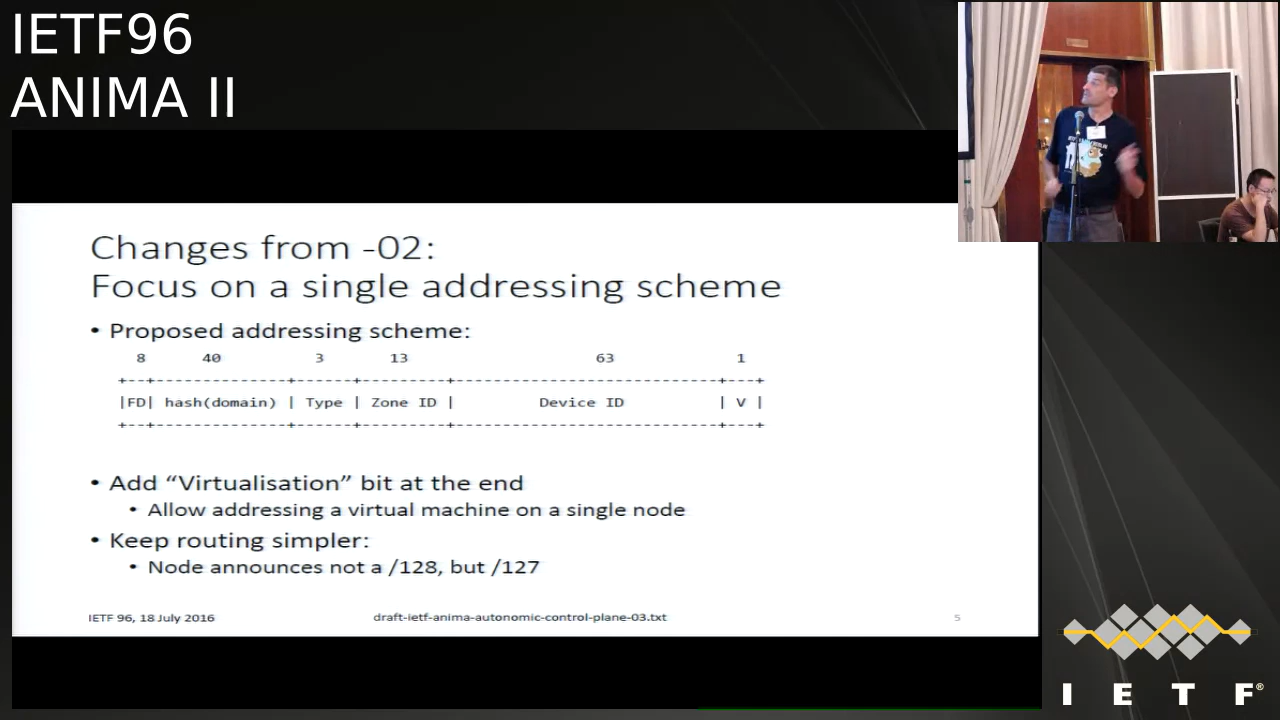 IETF96
ANIMA II
Changes from -02:
Focus on a single addressing scheme
• Proposed addressing scheme:
8 40 3 13 63 1
+--+--------------+------+---------+------------------------------+---+
|FD| hash(domain) | Type | Zone ID | Device ID | V |
+--+--------------+------+---------+------------------------------+---+
• Add “Virtualisation” bit at the end
• Allow addressing a virtual machine on a single node
• Keep routing simpler:
• Node announces not a /128, but /127
IETF 96, 18 July 2016 draft-ietf-anima-autonomic-control-plane-03.txt 5
I E T F®